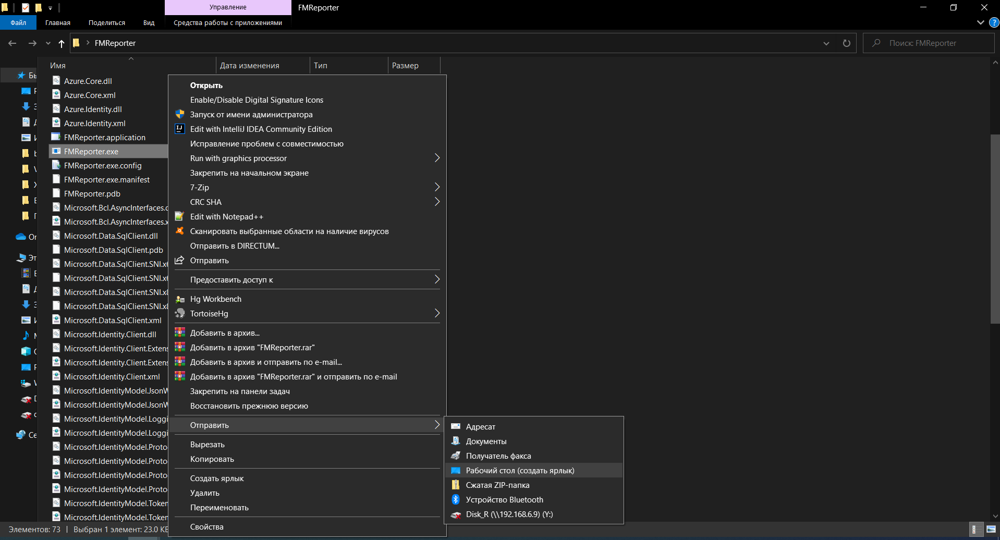 Управление
FMReporter
Файл
Главная
Поделиться
Вид
Средства работы с приложениями
FMReporter
Поиск: FMReporter
Имя
Дата изменения
Тип
Размер
Azure.Core.dll
Azure.Core.xml
Azure.Identity.dll
Azure.Identity.xml
FMReporter.application
FMReporter.exe
FMReporter.exe.config
FMReporter.exe.manifest
FMReporter.pdb
Microsoft.Bcl.AsyncInterfaces.
Microsoft.Bcl.AsyncInterfaces.x
Microsoft.Data.SqlClient.dll
Microsoft.Data.SqlClient.pdb
Microsoft.Data.SqlClient.SNI.x
Microsoft.Data.SqlClient.SNI.x
Microsoft.Data.SqlClient.SNI.x
Microsoft.Data.SqlClient.SNI.x
Microsoft.Data.SqlClient.xml
Microsoft.Identity.Client.dll
Microsoft.Identity.Client.Extens
Microsoft.Identity.Client.Extens
Microsoft.Identity.Client.xml
Microsoft.IdentityModel.JsonW
Microsoft.IdentityModel.JsonW
Microsoft.IdentityModel.Loggi
Microsoft.IdentityModel.Loggi
Microsoft.IdentityModel.Proto
Microsoft.IdentityModel.Proto
Microsoft.IdentityModel.Proto
Microsoft.IdentityModel.Proto
Microsoft.IdentityModel.Token
Microsoft.IdentityModel.Token
Открыть
Enable/Disable Digital Signature Icons
Запуск от имени администратора
Edit with IntelliJ IDEA Community Edition
Исправление проблем с совместимостью
Run with graphics processor
Закрепить на начальном экране
7-Zip
CRC SHA
Edit with Notepad++
Сканировать выбранные области на наличие вирусов
Отправить в DIRECTUM...
Отправить
Предоставить доступ к
Hg Workbench
TortoiseHg
Добавить в архив...
Добавить в архив "FMReporter.rar"
Добавить в архив и отправить по e-mail...
Добавить в архив "FMReporter.rar" и отправить по e-mail
Закрепить на панели задач
Восстановить прежнюю версию
Отправить
Вырезать
Копировать
Создать ярлык
Удалить
Переименовать
Свойства
Адресат
Документы
Получатель факса
Рабочий стол (создать ярлык)
Сжатая ZIP-папка
Устройство Bluetooth
Disk_R (\\192.168.6.9) (Y:)
Элементов: 73
Выбран 1 элемент: 23.0 КБ